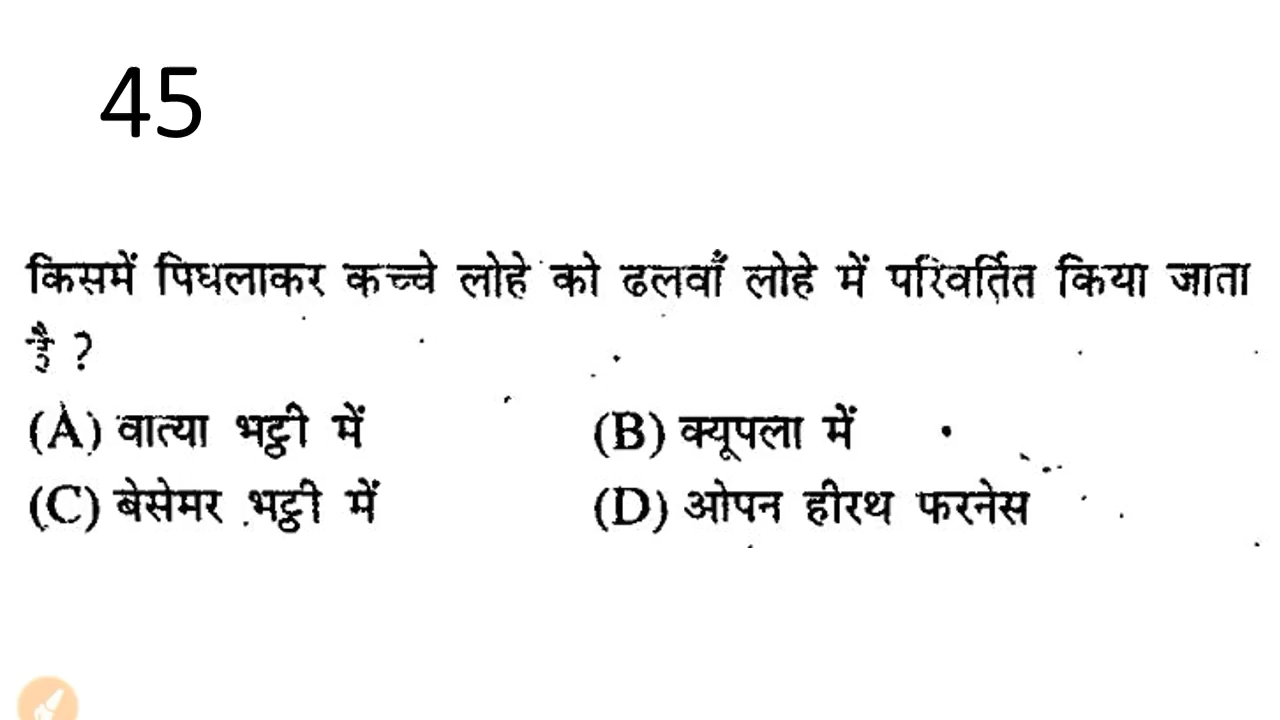 45
किसमें पिघलाकर कच्चे लोहे को ढलवाँ लोहे में परिवर्तित किया जाता
है ?
(A) वात्या भट्ठी में (B) क्यूपला में
(C) बेसेमर भट्ठी में (D) ओपन हीरथ फरनेस